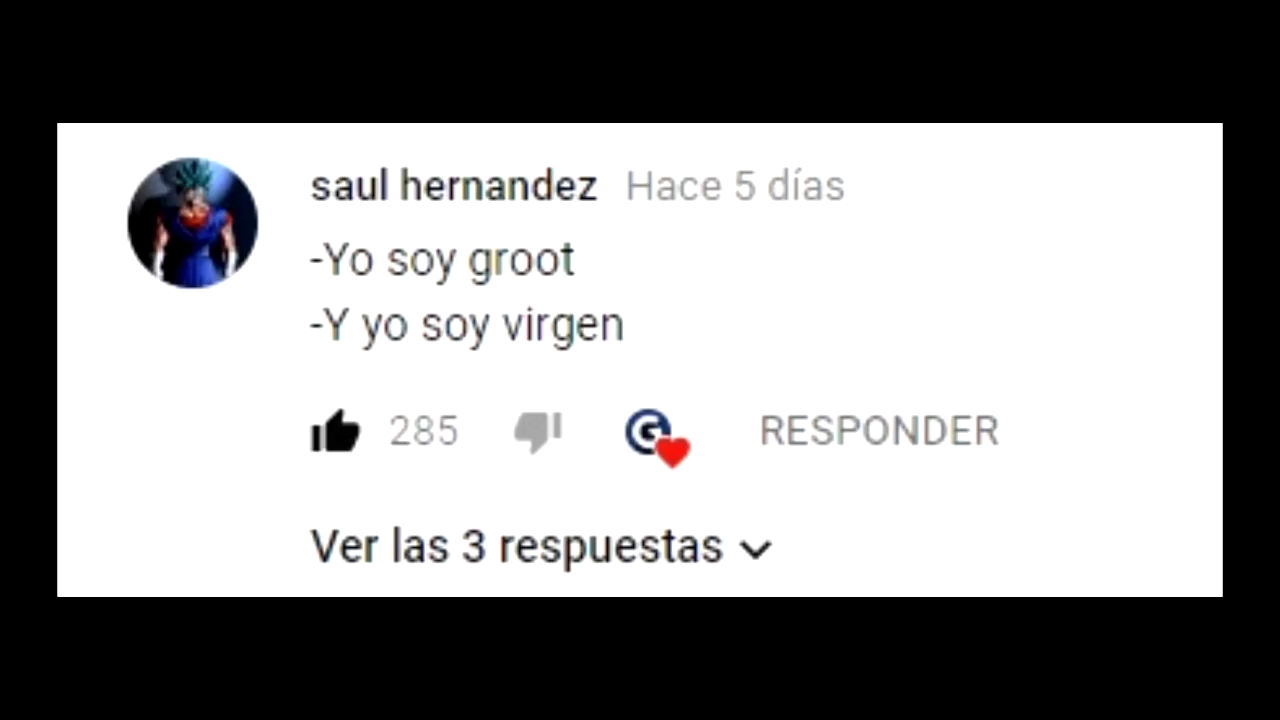 saul hernandez Hace 5 días
-Yo soy groot
-Y yo soy virgen
285 G RESPONDER
Ver las 3 respuestas